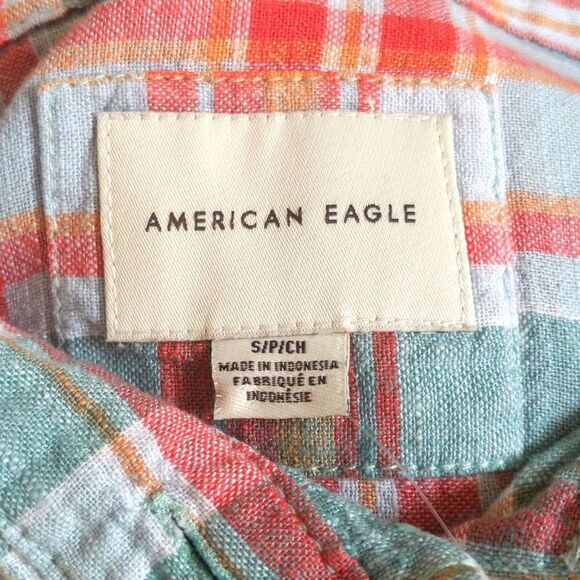 AMERICAN EAGLE
S/P/CH
MADE IN INDONESIA
FABRIQUÉ EN
INDONÉSIE